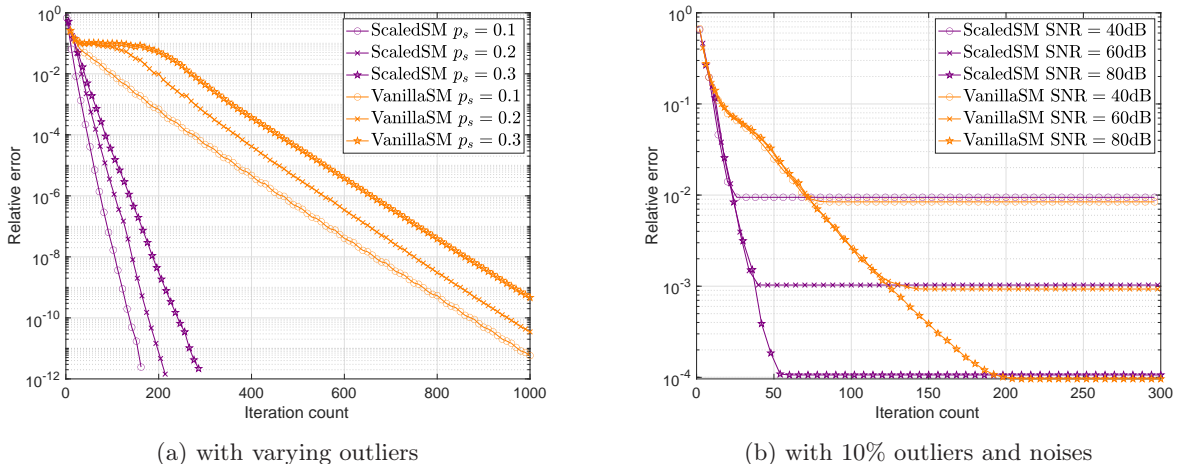 10^0
10^-2
10^-4
10^-6
10^-8
10^-10
10^-12
Relative error
ScaledSM p_s = 0.1
ScaledSM p_s = 0.2
ScaledSM p_s = 0.3
VanillaSM p_s = 0.1
VanillaSM p_s = 0.2
VanillaSM p_s = 0.3
0 200 400 600 800 1000
Iteration count
(a) with varying outliers
10^0
10^-1
10^-2
10^-3
10^-4
Relative error
ScaledSM SNR = 40dB
ScaledSM SNR = 60dB
ScaledSM SNR = 80dB
VanillaSM SNR = 40dB
VanillaSM SNR = 60dB
VanillaSM SNR = 80dB
0 50 100 150 200 250 300
Iteration count
(b) with 10% outliers and noises